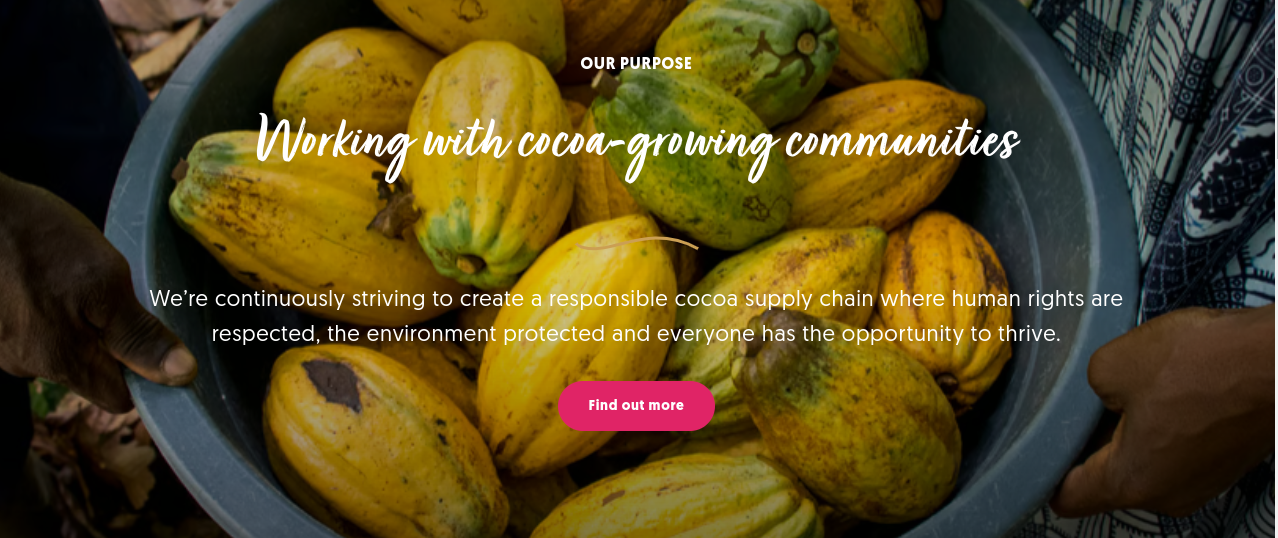 OUR PURPOSE
Working with cocoa-growing communities
We’re continuously striving to create a responsible cocoa supply chain where human rights are
respected, the environment protected and everyone has the opportunity to thrive.
Find out more